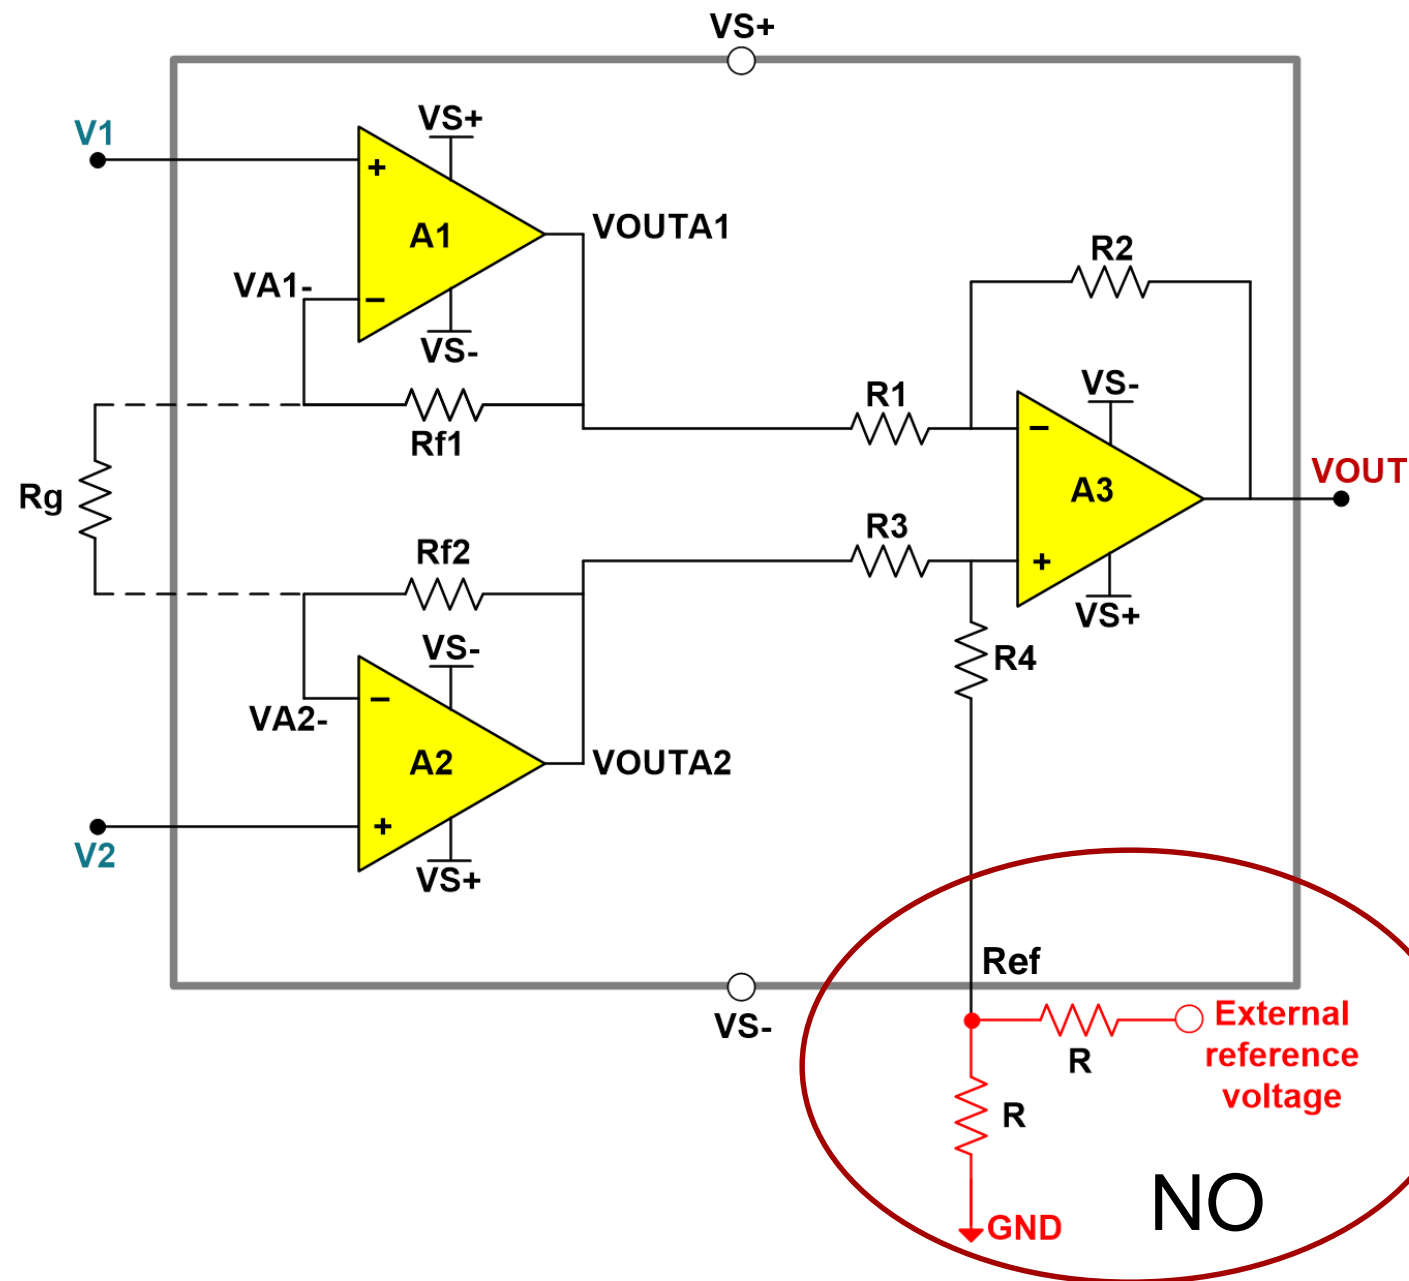 VS+
V1
VS+
+
A1
VOUTA1
VA1-
−
VS-
R2
Rf1
R1
VS-
−
Rg
A3
VOUT
Rf2
R3
+
VS+
VS-
R4
−
VA2-
A2
VOUTA2
+
V2
VS+
Ref
VS-
External
reference
voltage
R
R
NO
GND